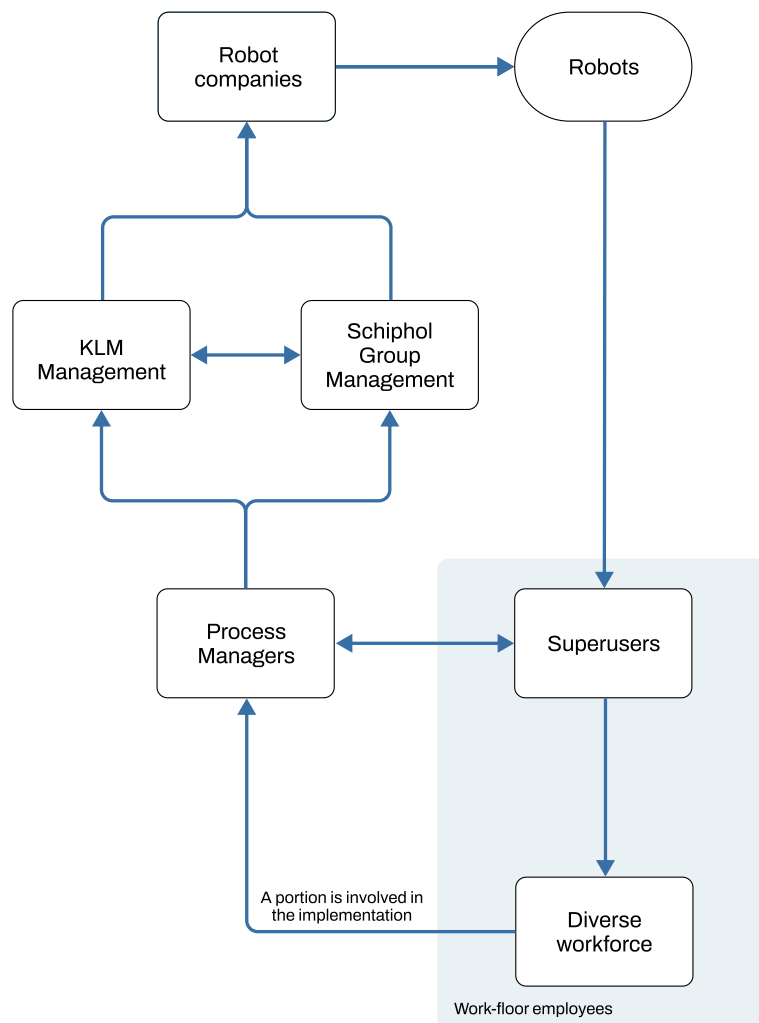 Robot
companies
Robots
KLM
Management
Schiphol
Group
Management
Process
Managers
Superusers
A portion is involved in
the implementation
Diverse
workforce
Work-floor employees